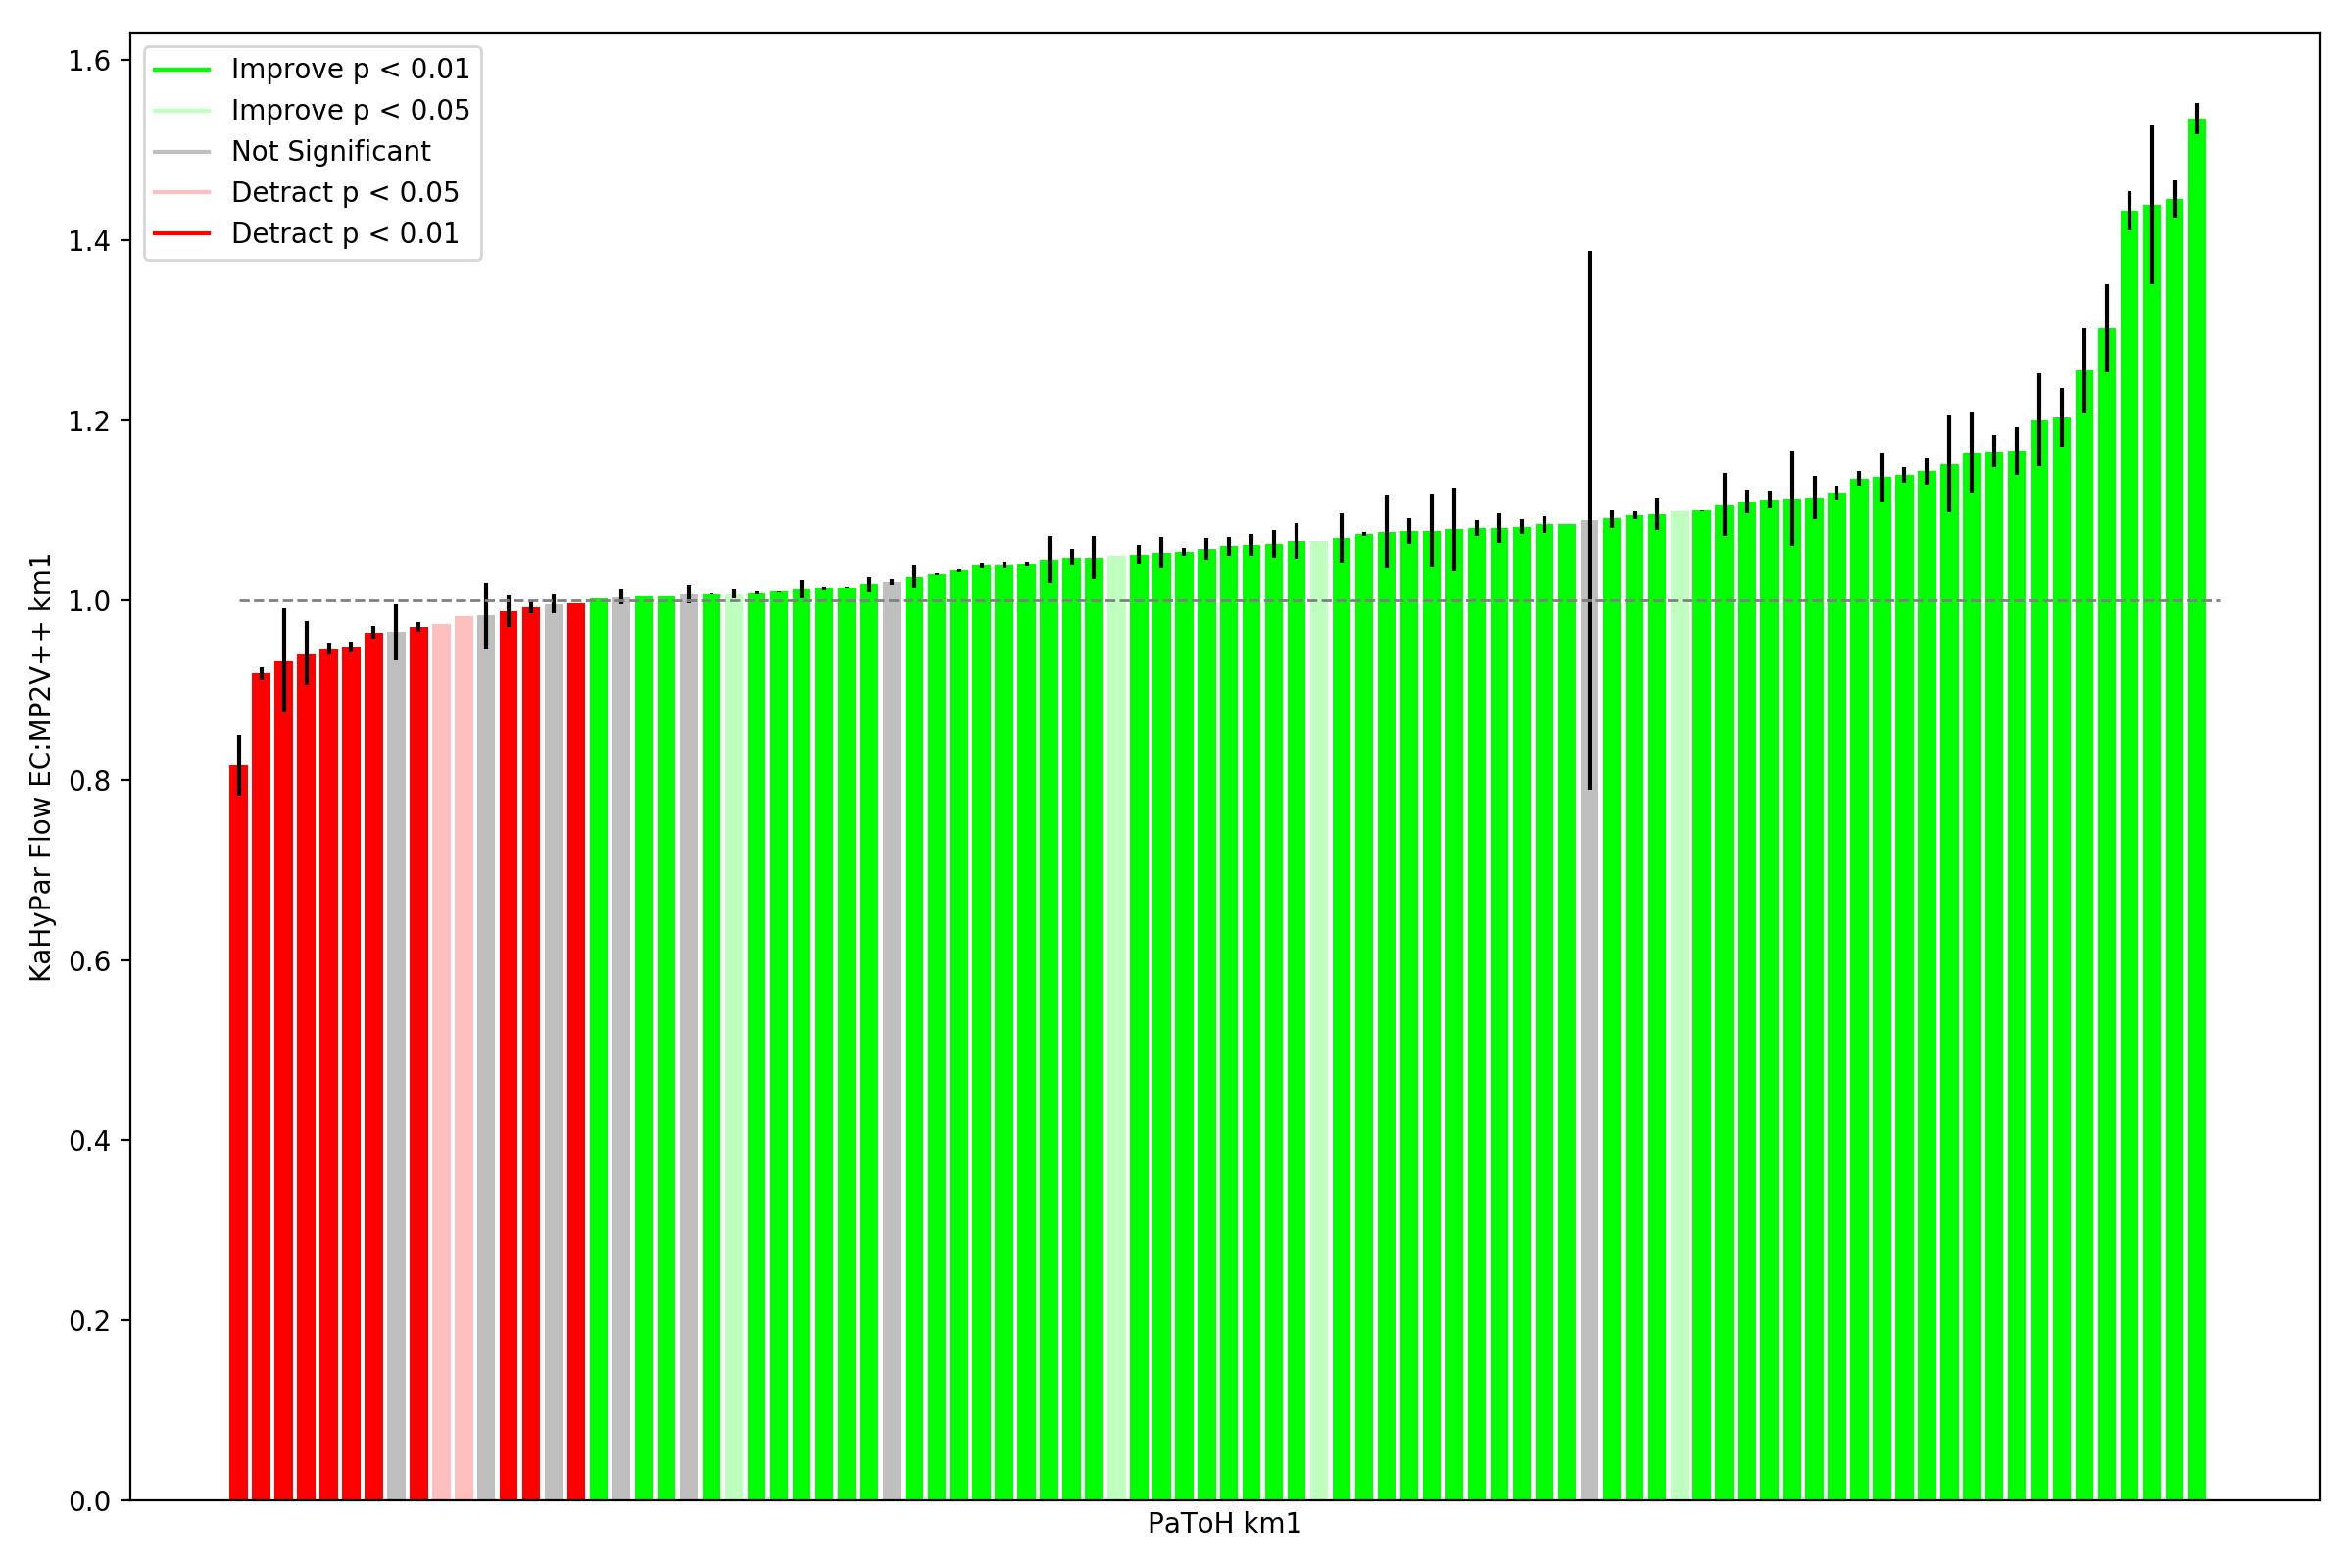 1.6
1.4
1.2
1.0
0.8
0.6
0.4
0.2
0.0
Improve p < 0.01
Improve p < 0.05
Not Significant
Detract p < 0.05
Detract p < 0.01
KaHyPar Flow EC:MP2V++ km1
PaToH km1